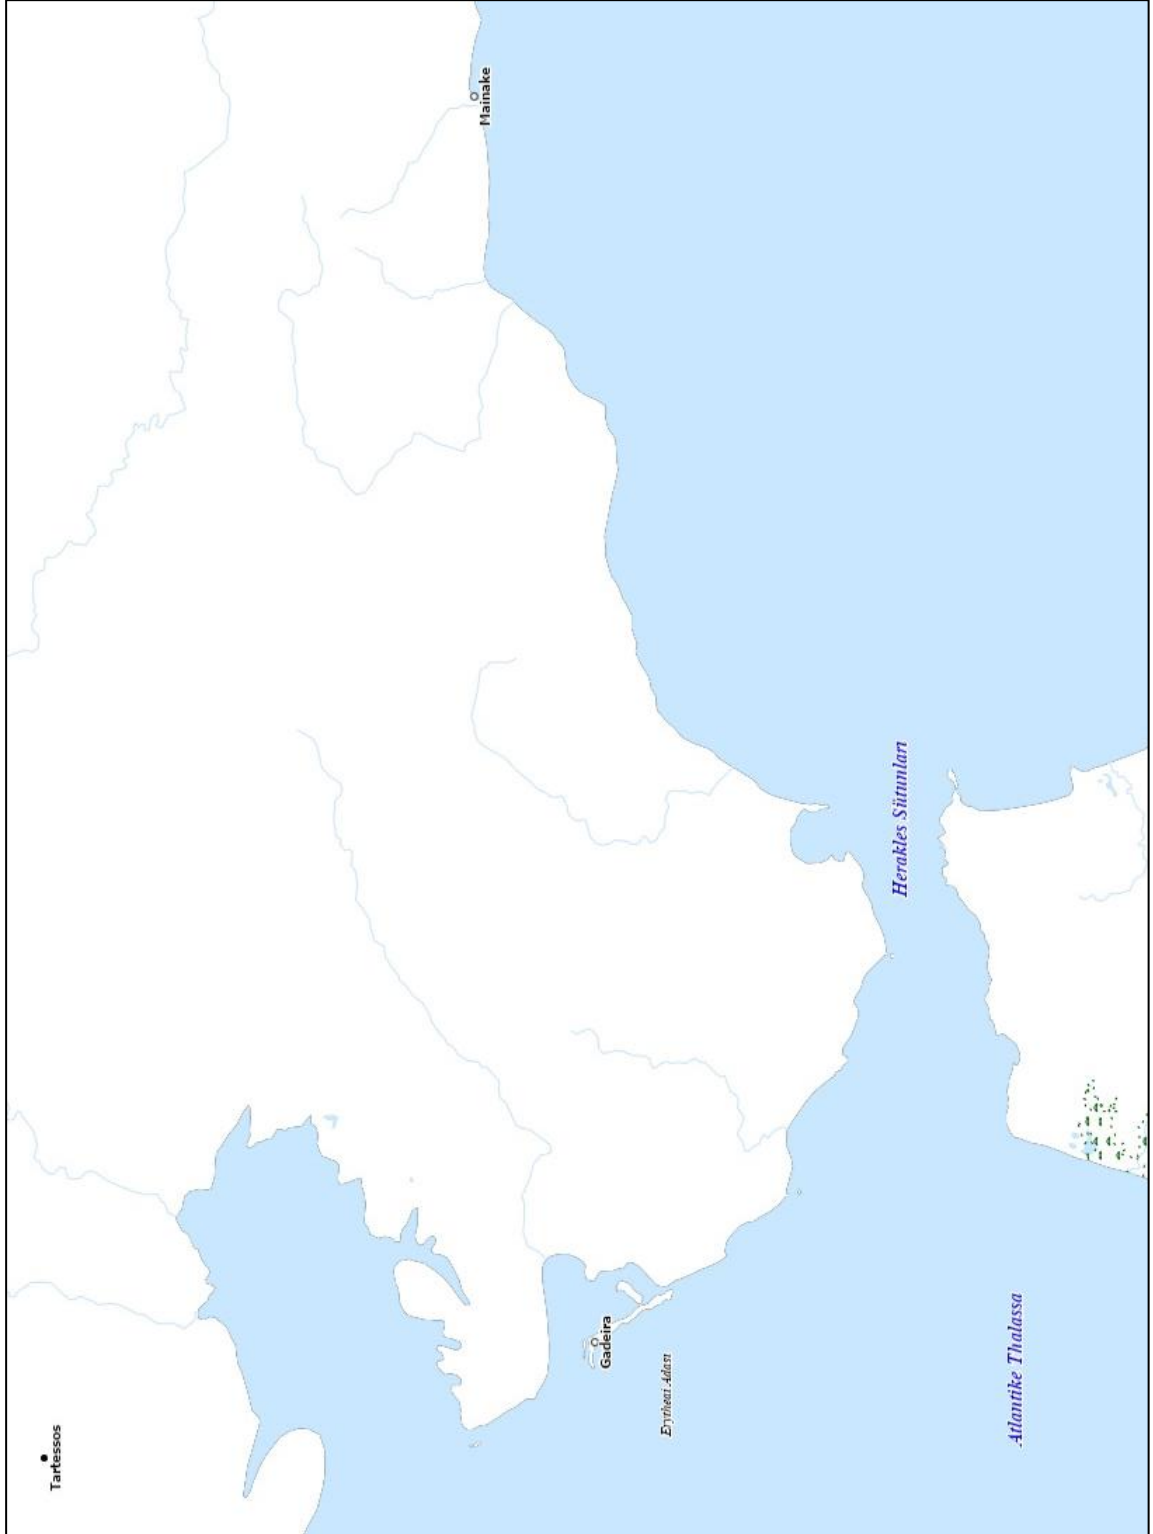 Tartessos
Mainake
Gadeira
Erytheai Adası
Herakles Sütunları
Atlantike Thalassa